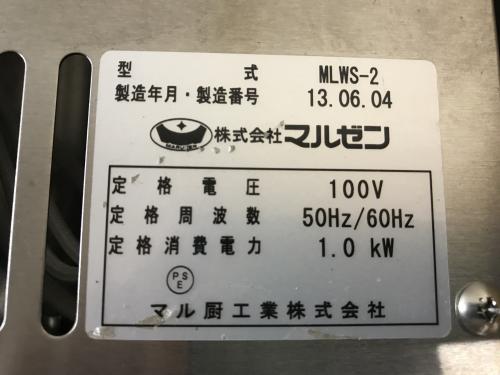 型式 MLWS-2
製造年月・製造番号 13.06.04
株式会社マルゼン
定格電圧 100V
定格周波数 50Hz/60Hz
定格消費電力 1.0 kW
PS
E
マル厨工業株式会社